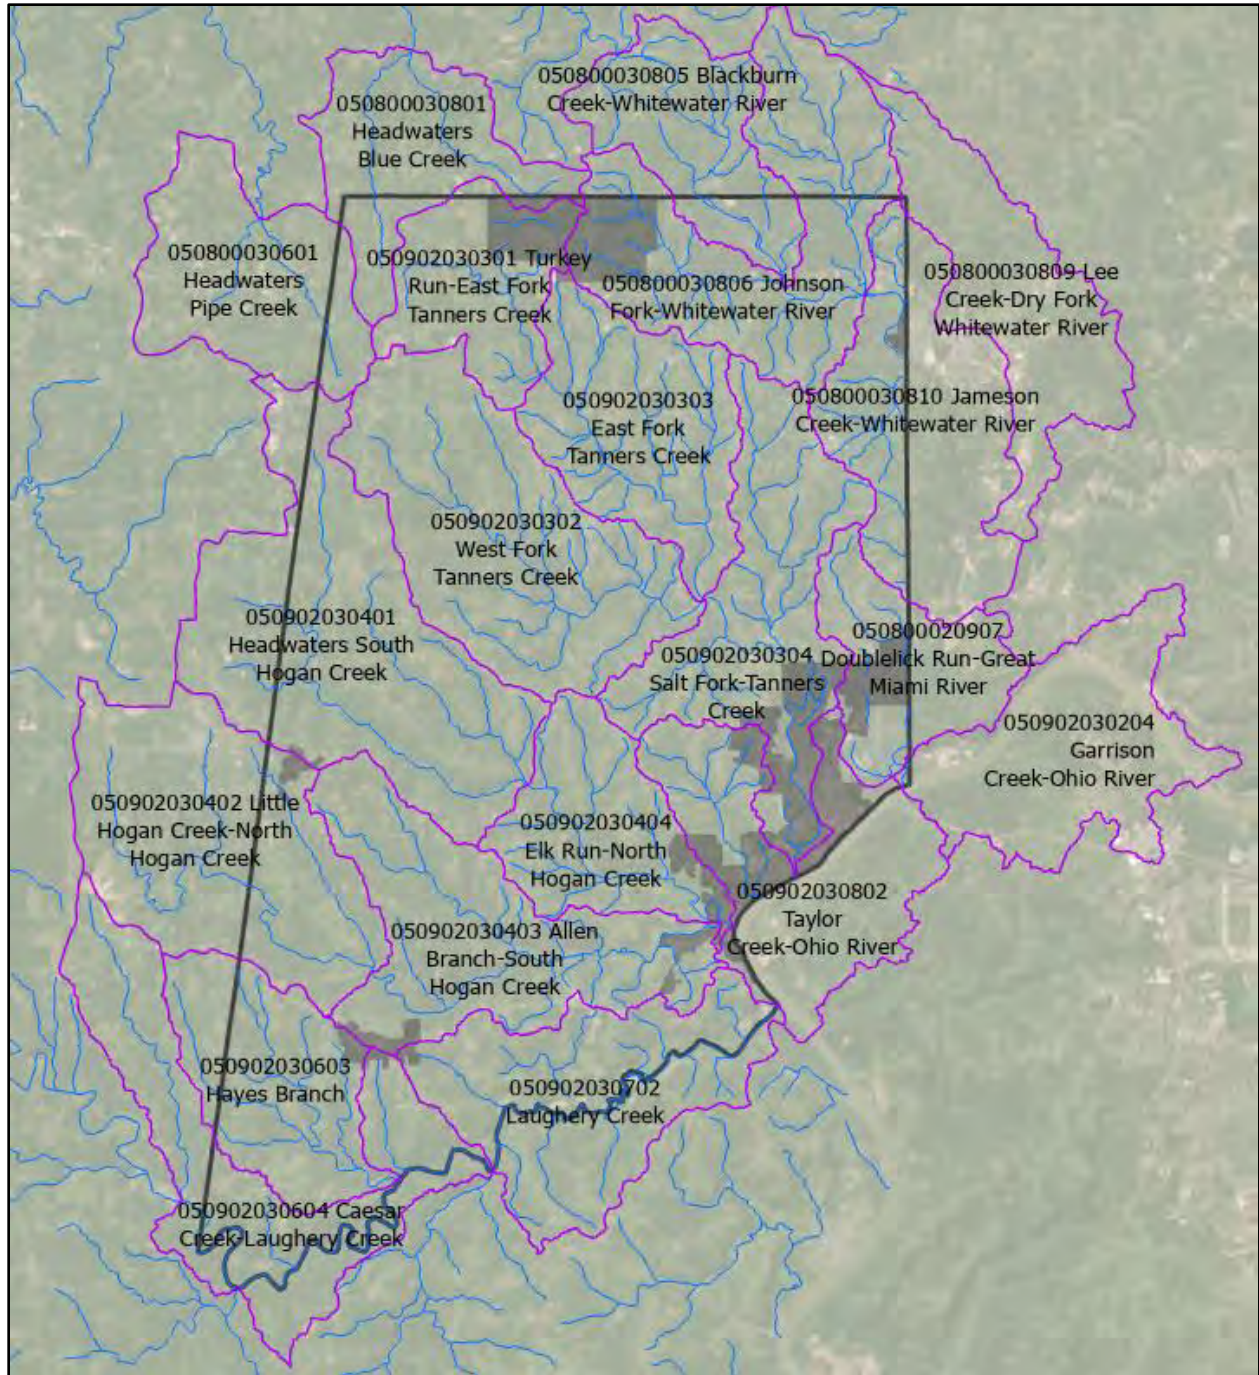 050800030805 Blackburn
Creek-Whitewater River
050800030801
Headwaters
Blue Creek
050800030601
Headwaters
Pipe Creek
050902030301 Turkey
Run-East Fork
Tanners Creek
050800030806 Johnson
Fork-Whitewater River
050800030809 Lee
Creek-Dry Fork
Whitewater River
050902030303
East Fork
Tanners Creek
050800030810 Jameson
Creek-Whitewater River
050902030302
West Fork
Tanners Creek
050902030401
Headwaters South
Hogan Creek
050902030304
Salt Fork-Tanners
Creek
050800020907
Doublelick Run-Great
Miami River
050902030204
Garrison
Creek-Ohio River
050902030402 Little
Hogan Creek-North
Hogan Creek
050902030404
Elk Run-North
Hogan Creek
050902030802
Taylor
Creek-Ohio River
050902030403 Allen
Branch-South
Hogan Creek
050902030603
Hayes Branch
050902030702
Laughery Creek
050902030604 Caesar
Creek-Laughery Creek